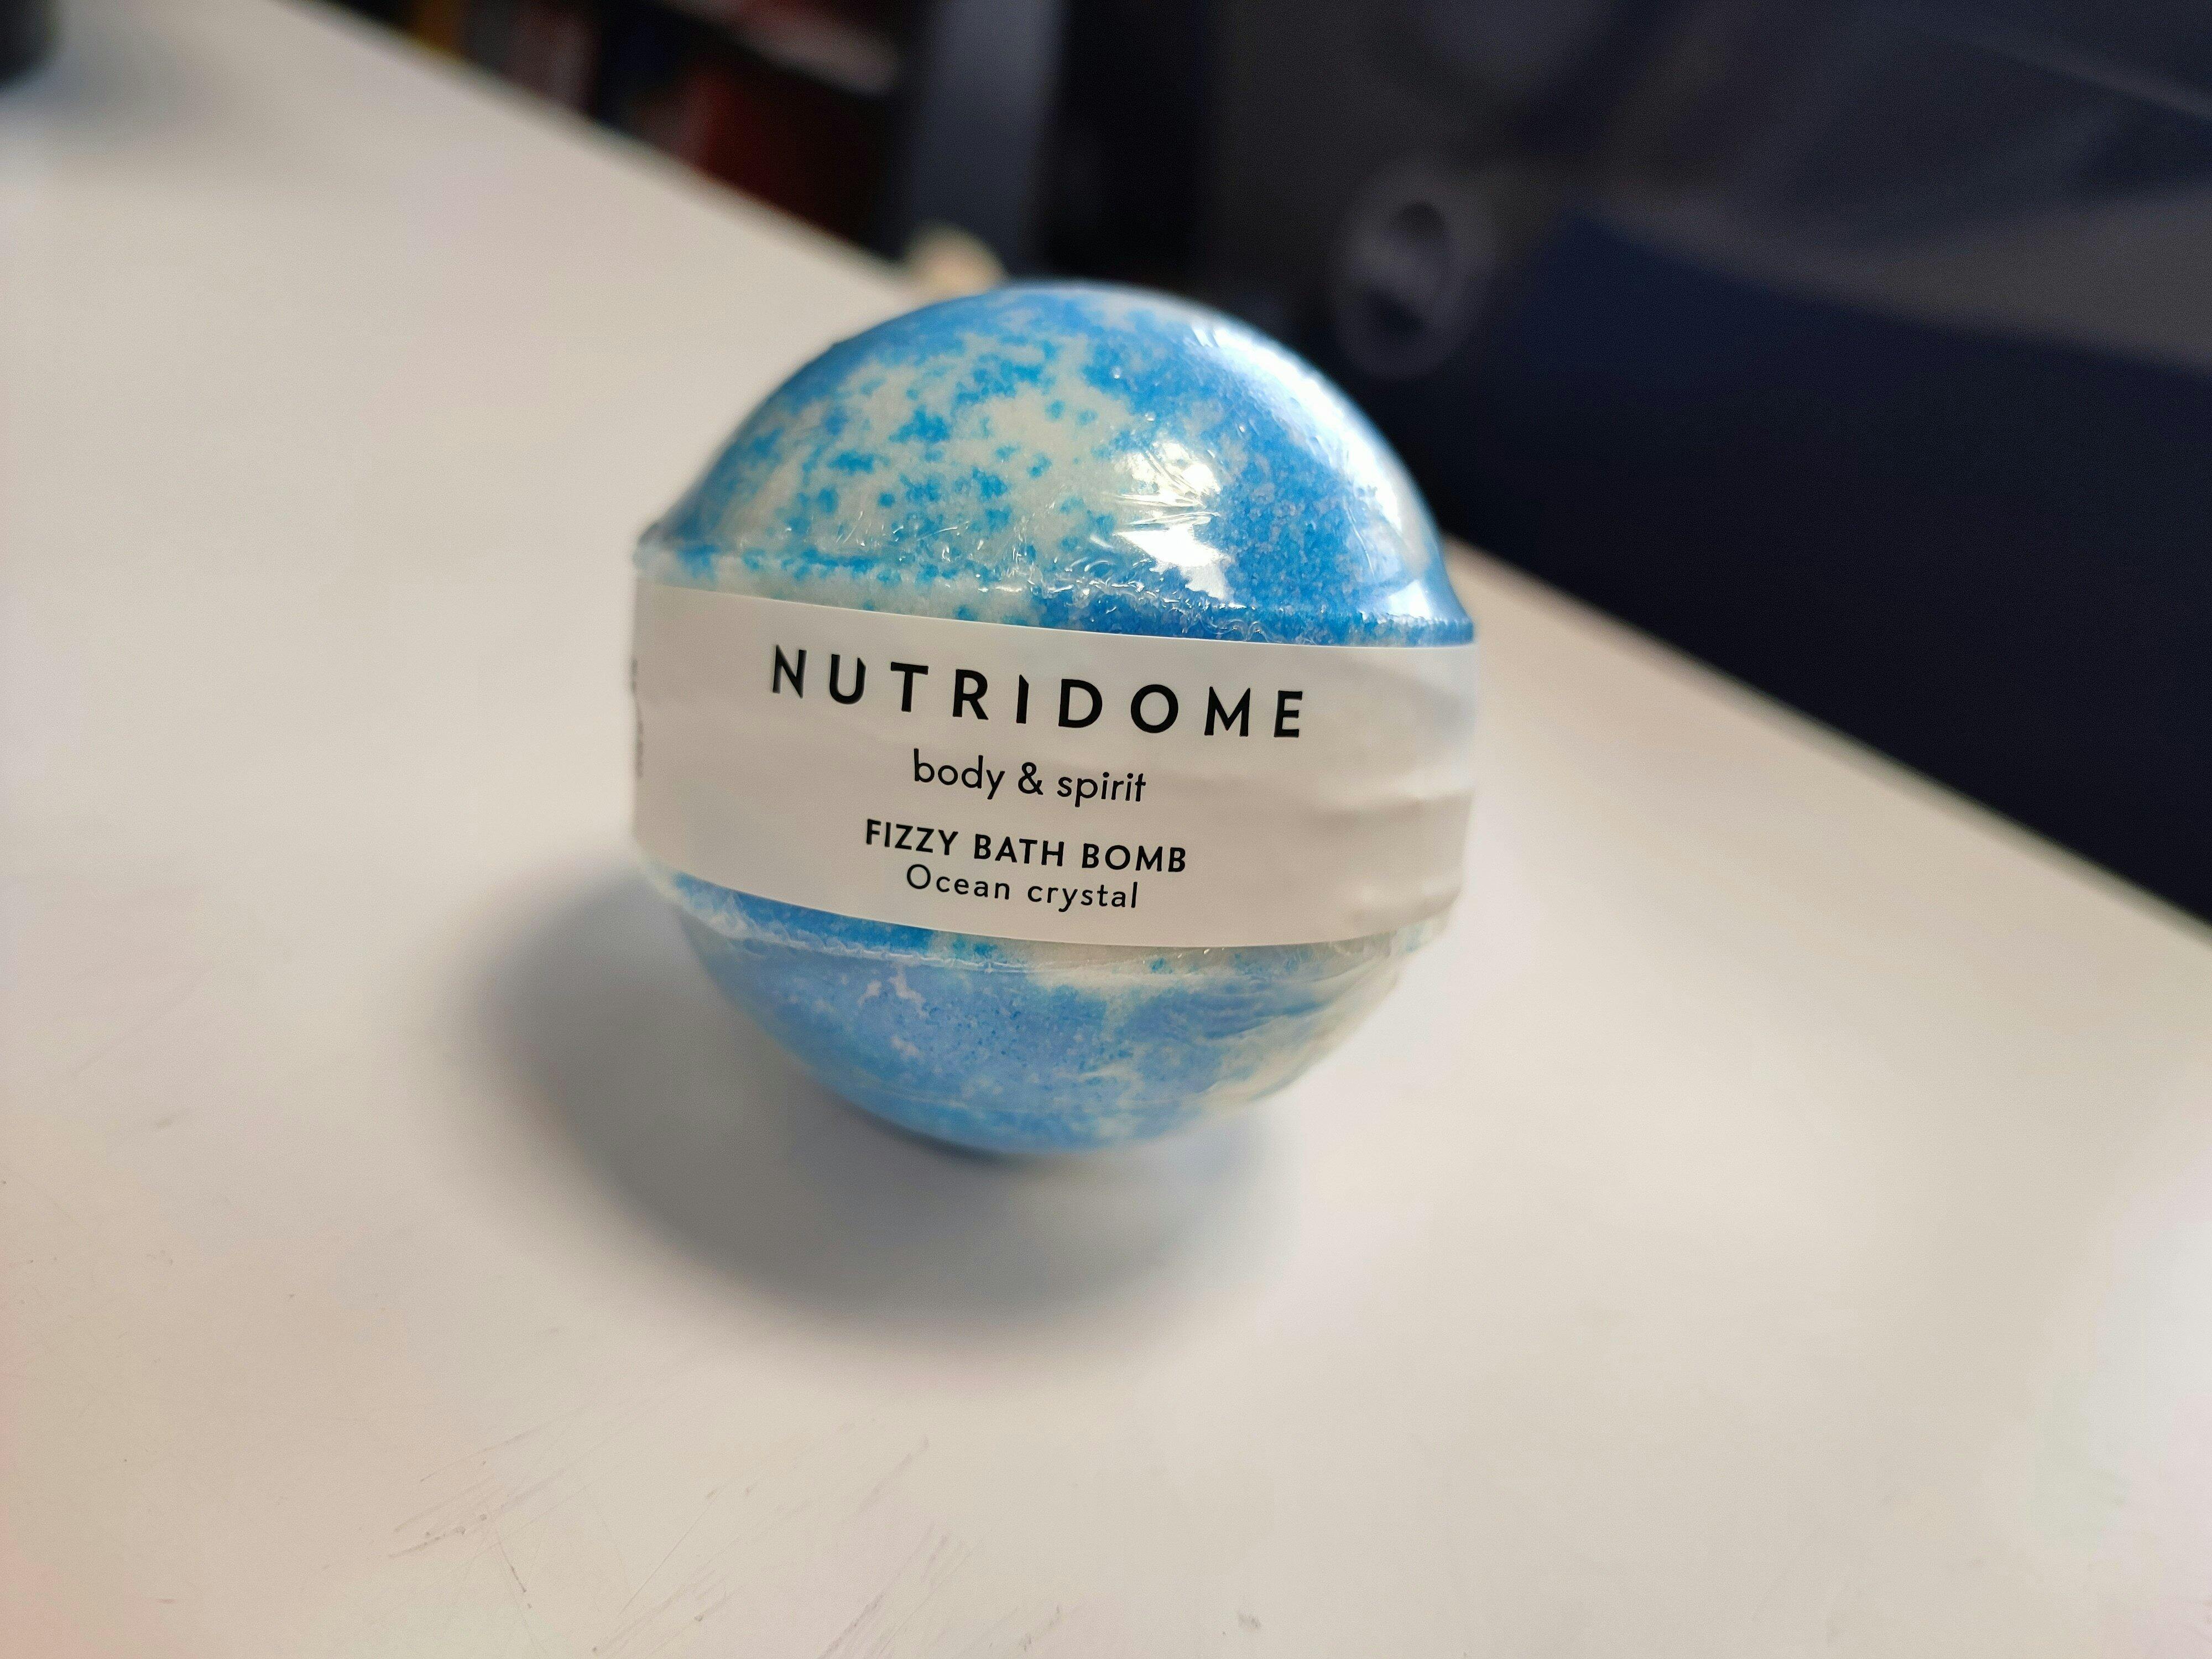 NUTRIDOME
body & spirit
FIZZY BATH BOMB
Ocean crystal